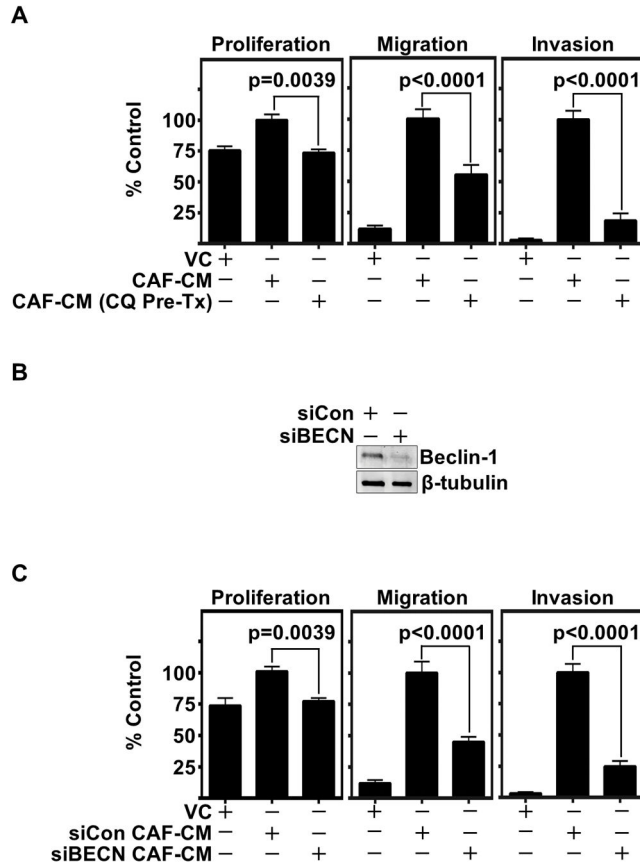 A
Proliferation Migration Invasion
p=0.0039 p<0.0001 p<0.0001
% Control
100
75
50
25
VC + − − + − − + − −
CAF-CM − + − − + − − + −
CAF-CM (CQ Pre-Tx) − − + − − + − − +
B
siCon + −
siBECN − +
Beclin-1
β-tubulin
C
Proliferation Migration Invasion
p=0.0039 p<0.0001 p<0.0001
% Control
100
75
50
25
VC + − − + − − + − −
siCon CAF-CM − + − − + − − + −
siBECN CAF-CM − − + − − + − − +